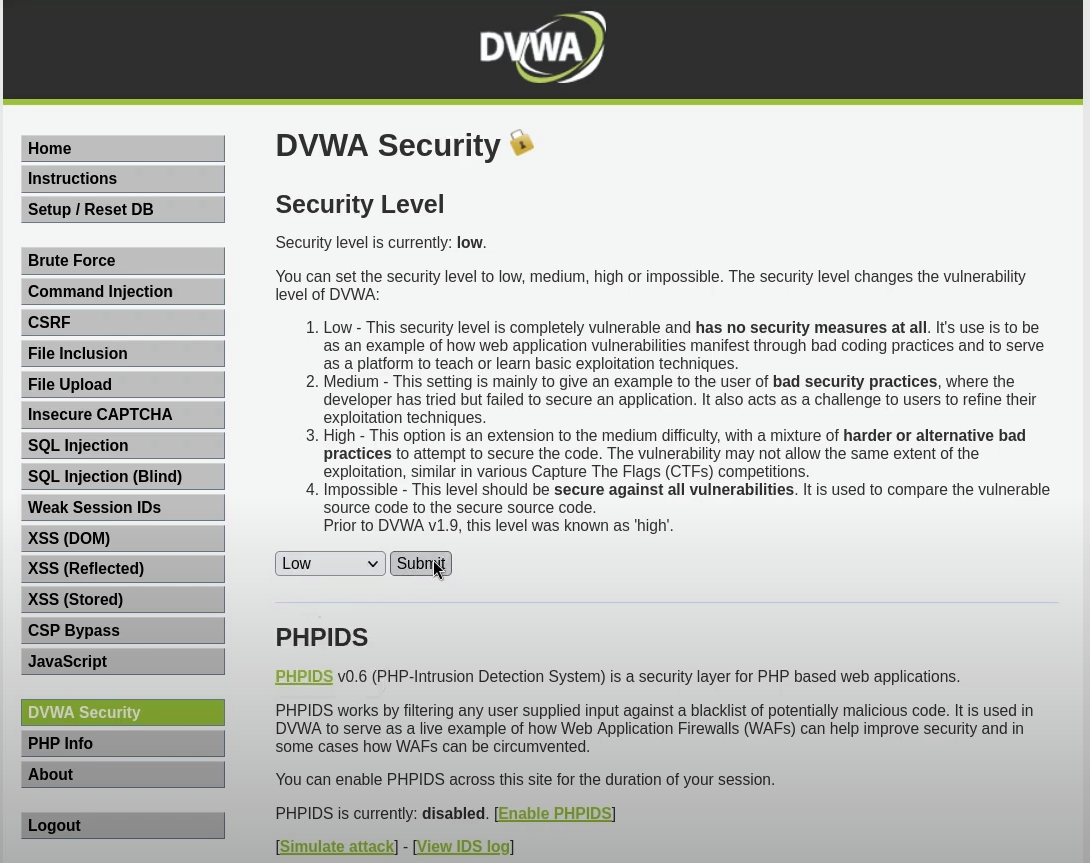 DVWA
Home
Instructions
Setup / Reset DB
Brute Force
Command Injection
CSRF
File Inclusion
File Upload
Insecure CAPTCHA
SQL Injection
SQL Injection (Blind)
Weak Session IDs
XSS (DOM)
XSS (Reflected)
XSS (Stored)
CSP Bypass
JavaScript
DVWA Security
PHP Info
About
Logout
DVWA Security
Security Level
Security level is currently: low.
You can set the security level to low, medium, high or impossible. The security level changes the vulnerability
level of DVWA:
1. Low - This security level is completely vulnerable and has no security measures at all. It's use is to be
as an example of how web application vulnerabilities manifest through bad coding practices and to serve
as a platform to teach or learn basic exploitation techniques.
2. Medium - This setting is mainly to give an example to the user of bad security practices, where the
developer has tried but failed to secure an application. It also acts as a challenge to users to refine their
exploitation techniques.
3. High - This option is an extension to the medium difficulty, with a mixture of harder or alternative bad
practices to attempt to secure the code. The vulnerability may not allow the same extent of the
exploitation, similar in various Capture The Flags (CTFs) competitions.
4. Impossible - This level should be secure against all vulnerabilities. It is used to compare the vulnerable
source code to the secure source code.
Prior to DVWA v1.9, this level was known as 'high'.
Low Submit
PHPIDS
PHPIDS v0.6 (PHP-Intrusion Detection System) is a security layer for PHP based web applications.
PHPIDS works by filtering any user supplied input against a blacklist of potentially malicious code. It is used in
DVWA to serve as a live example of how Web Application Firewalls (WAFs) can help improve security and in
some cases how WAFs can be circumvented.
You can enable PHPIDS across this site for the duration of your session.
PHPIDS is currently: disabled. [Enable PHPIDS]
[Simulate attack] - [View IDS log]